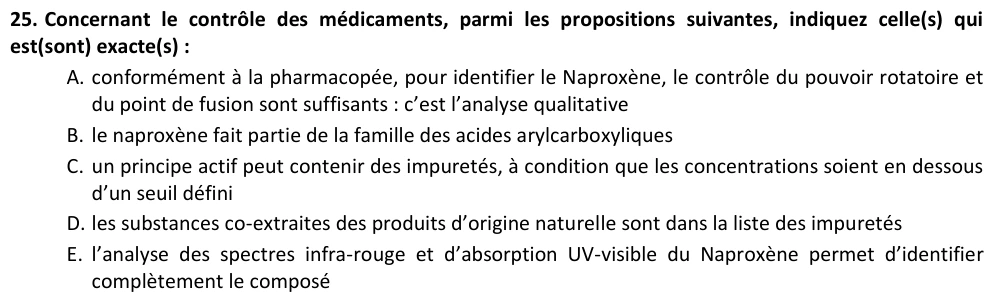 25. Concernant le contrôle des médicaments, parmi les propositions suivantes, indiquez celle(s) qui
est(sont) exacte(s) :
A. conformément à la pharmacopée, pour identifier le Naproxène, le contrôle du pouvoir rotatoire et
du point de fusion sont suffisants : c’est l’analyse qualitative
B. le naproxène fait partie de la famille des acides arylcarboxyliques
C. un principe actif peut contenir des impuretés, à condition que les concentrations soient en dessous
d’un seuil défini
D. les substances co-extraites des produits d’origine naturelle sont dans la liste des impuretés
E. l’analyse des spectres infra-rouge et d’absorption UV-visible du Naproxène permet d’identifier
complètement le composé